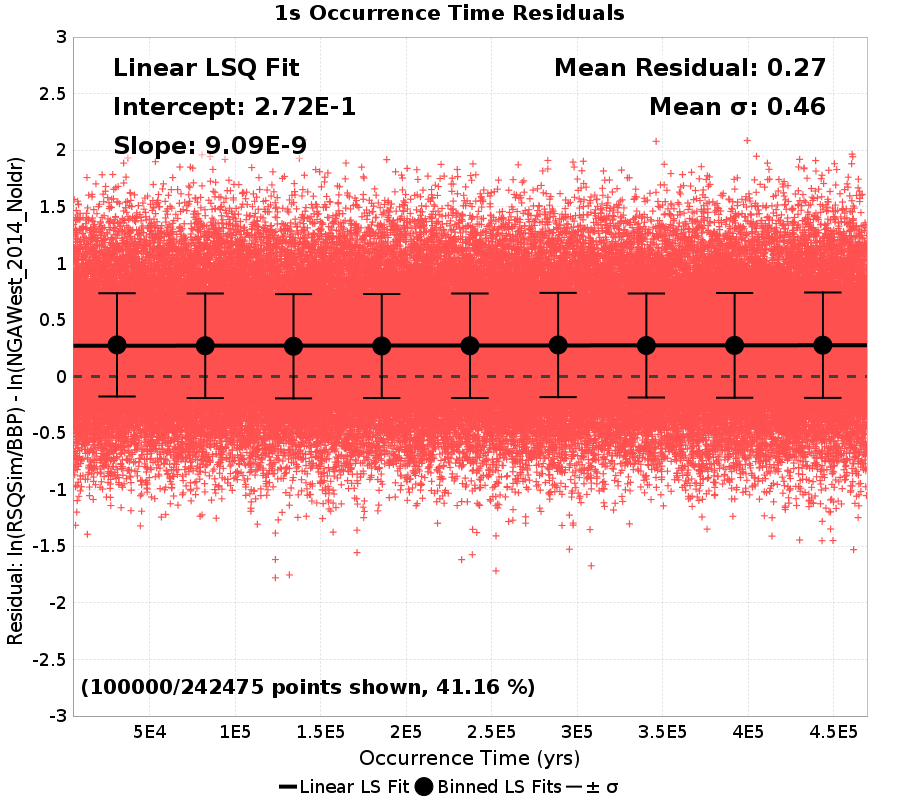 1s Occurrence Time Residuals
Linear LSQ Fit
Mean Residual: 0.27
Intercept: 2.72E-1
Mean σ: 0.46
Slope: 9.09E-9
3
2.5
2
1.5
1
0.5
0
-0.5
-1
-1.5
-2
-2.5
-3
Residual: ln(RSQSim/BBP) - ln(NGAWest_2014_NoIdr)
(100000/242475 points shown, 41.16 %)
5E4 1E5 1.5E5 2E5 2.5E5 3E5 3.5E5 4E5 4.5E5
Occurrence Time (yrs)
Linear LS Fit Binned LS Fits ± σ